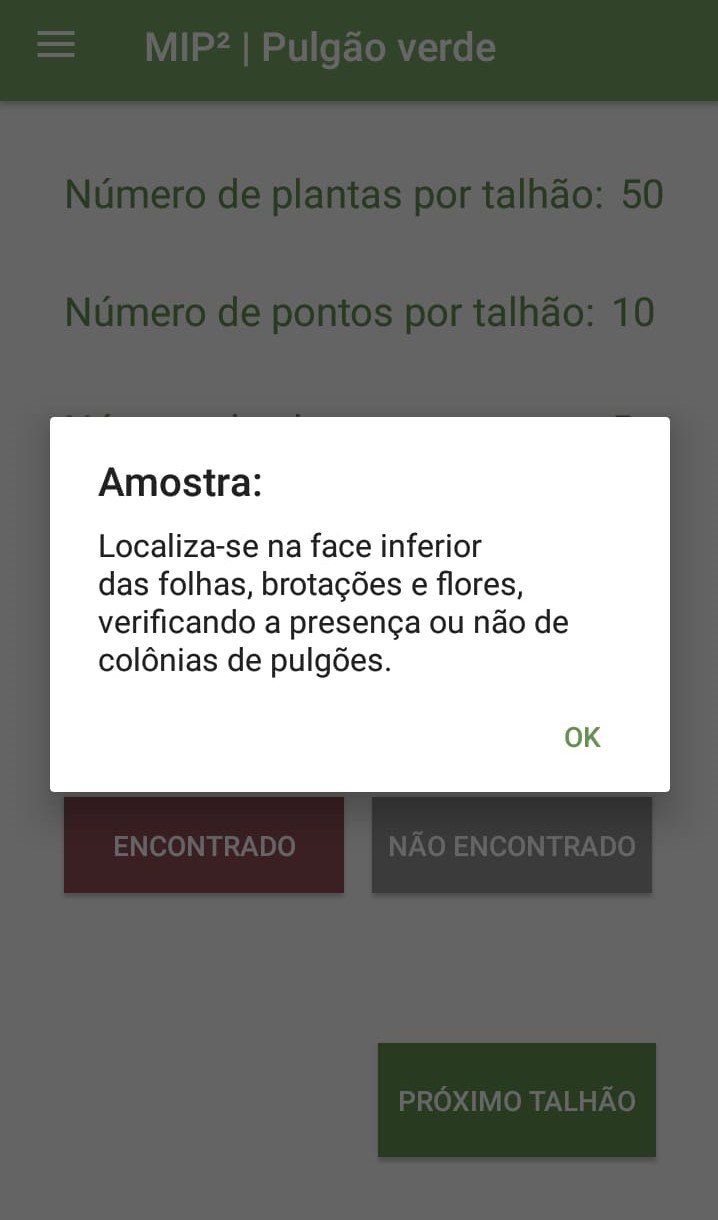 MIP² | Pulgão verde
Número de plantas por talhão: 50
Número de pontos por talhão: 10
Amostra:
Localiza-se na face inferior
das folhas, brotações e flores,
verificando a presença ou não de
colônias de pulgões.
OK
ENCONTRADO
NÃO ENCONTRADO
PRÓXIMO TALHÃO